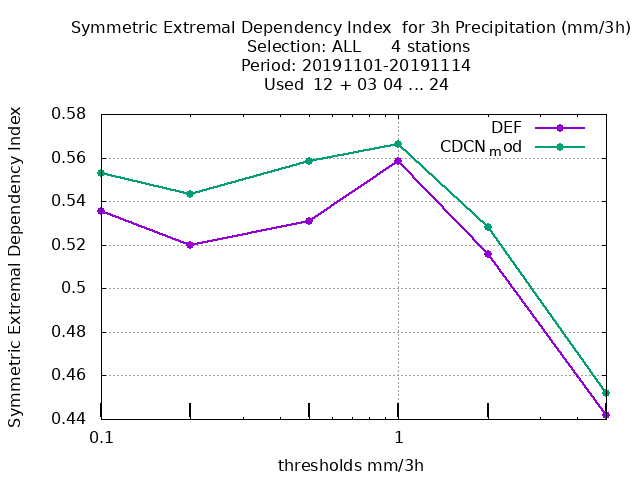 Symmetric Extremal Dependency Index  for 3h Precipitation (mm/3h)
Selection: ALL      4 stations
Period: 20191101-20191114
Used  12 + 03 04 ... 24
Symmetric Extremal Dependency Index
0.58
0.56
0.54
0.52
0.5
0.48
0.46
0.44
DEF
CDCNmod
0.1
1
thresholds mm/3h